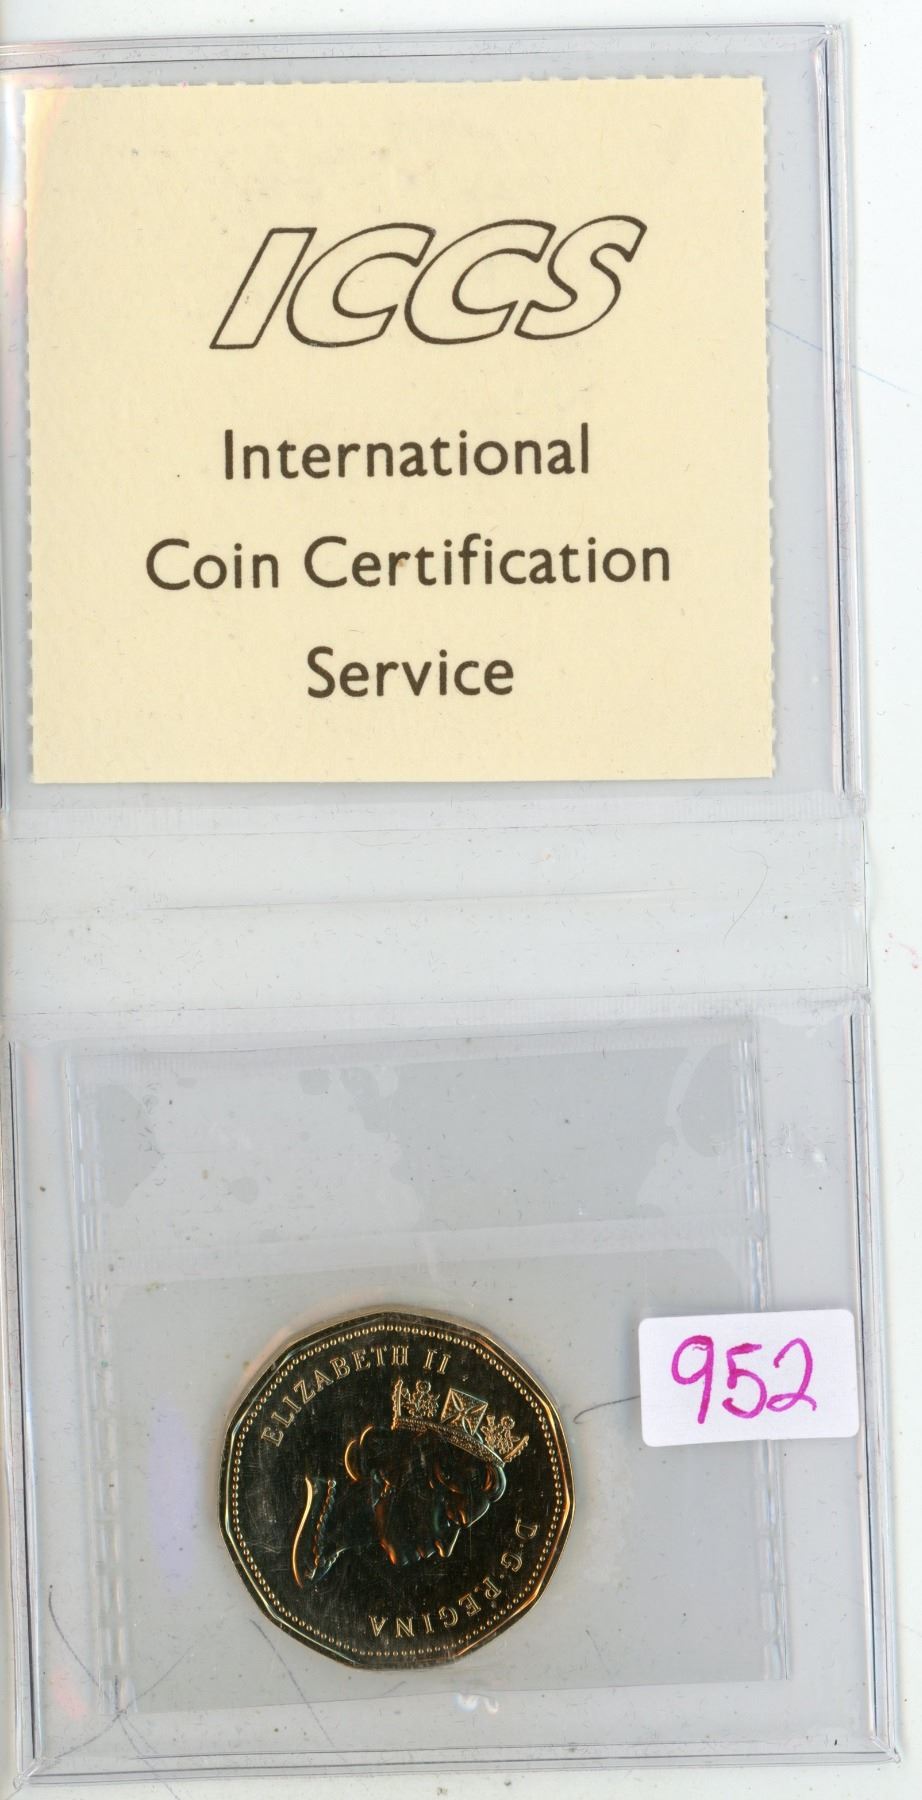 ICCS
International
Coin Certification
Service
952
ELIZABETH II
D·G·REGINA